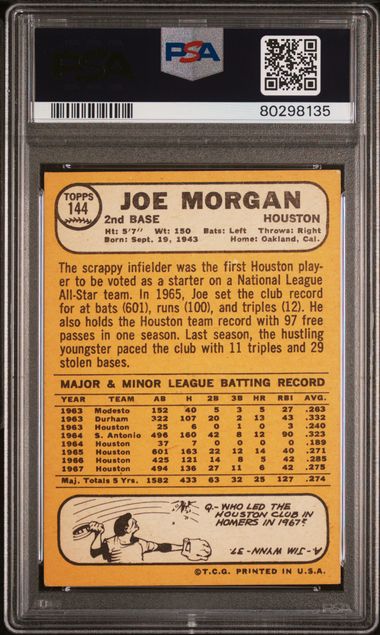 PSA
PSA
80298135
TOPPS
144
JOE MORGAN
2nd BASE HOUSTON
Ht: 5'7" Wt: 150 Bats: Left Throws: Right
Born: Sept. 19, 1943 Home: Oakland, Cal.
The scrappy infielder was the first Houston play-
er to be voted as a starter on a National League
All-Star team. In 1965, Joe set the club record
for at bats (601), runs (100), and triples (12). He
also holds the Houston team record with 97 free
passes in one season. Last season, the hustling
youngster paced the club with 11 triples and 29
stolen bases.
MAJOR & MINOR LEAGUE BATTING RECORD
YEAR TEAM AB H 2B 3B HR RBI AVG.
1963 Modesto 152 40 5 3 5 27 .263
1963 Durham 322 107 20 2 13 43 .332
1963 Houston 25 6 0 1 0 3 .240
1964 S. Antonio 496 160 42 8 12 90 .323
1964 Houston 37 7 0 0 0 0 .189
1965 Houston 601 163 22 12 14 40 .271
1966 Houston 425 121 14 8 5 42 .285
1967 Houston 494 136 27 11 6 42 .275
Maj. Totals 5 Yrs. 1582 433 63 32 25 127 .274
Q-WHO LED THE
HOUSTON CLUB IN
HOMERS IN 1967?
A-JIM WYNN-37.
©T.C.G. PRINTED IN U.S.A.